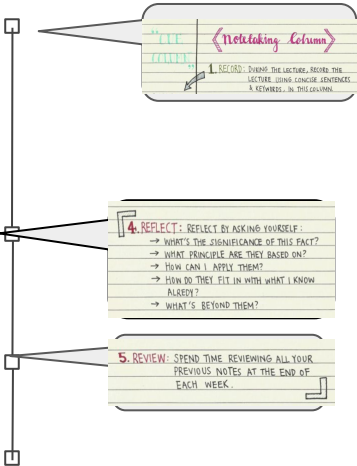 "CUE
Notetaking Column
COLUMN"
1. RECORD: DURING THE LECTURE, RECORD THE
LECTURE USING CONCISE SENTENCES
& KEYWORDS, IN THIS COLUMN.
4. REFLECT: REFLECT BY ASKING YOURSELF:
→ WHAT'S THE SIGNIFICANCE OF THIS FACT?
→ WHAT PRINCIPLE ARE THEY BASED ON?
→ HOW CAN I APPLY THEM?
→ HOW DO THEY FIT IN WITH WHAT I KNOW
ALREDY?
→ WHAT'S BEYOND THEM?
5. REVIEW: SPEND TIME REVIEWING ALL YOUR
PREVIOUS NOTES AT THE END OF
EACH WEEK.